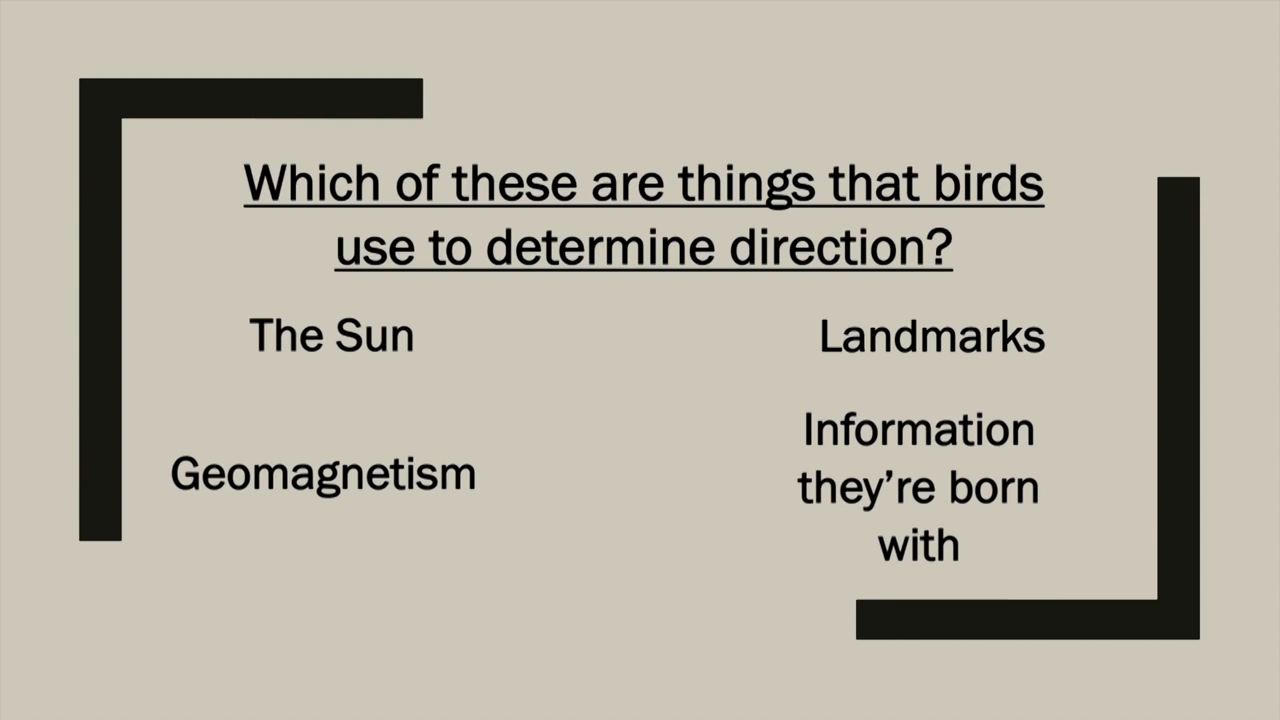 Which of these are things that birds
use to determine direction?
The Sun
Landmarks
Geomagnetism
Information
they're born
with